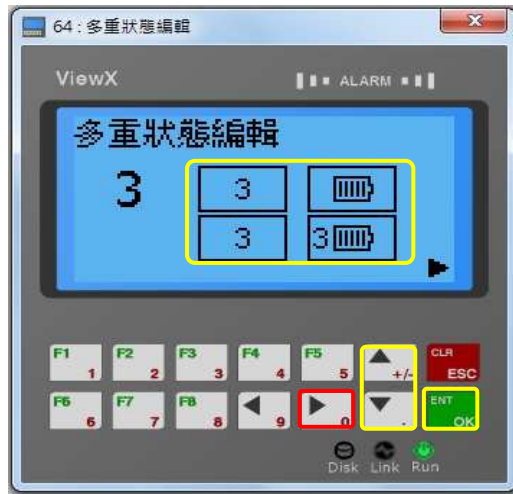 64 : 多重狀態編輯
ViewX ALARM
多重狀態編輯
3 3
3 3
F1 1 F2 2 F3 3 F4 4 F5 5 +/- CLR ESC
F6 6 F7 7 F8 8 9 0 . ENT OK
Disk Link Run